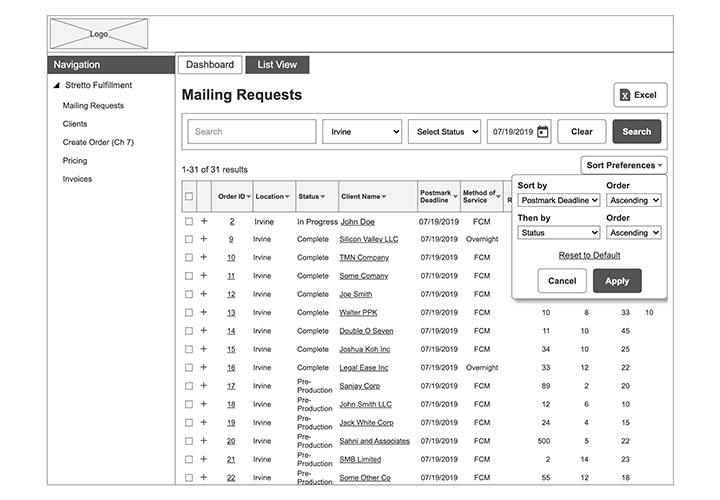 Logo
Navigation
Stretto Fulfillment
Mailing Requests
Clients
Create Order (Ch 7)
Pricing
Invoices
Dashboard
List View
Mailing Requests
Excel
Search
Irvine
Select Status
07/19/2019
Clear
Search
1-31 of 31 results
Sort Preferences
Sort by Order
Postmark Deadline Ascending
Then by Order
Status Ascending
Reset to Default
Cancel Apply
Order ID Location Status Client Name Postmark Deadline Method of Service R
2 Irvine In Progress John Doe 07/19/2019 FCM
9 Irvine Complete Silicon Valley LLC 07/19/2019 Overnight
10 Irvine Complete TMN Company 07/19/2019 FCM
11 Irvine Complete Some Comany 07/19/2019 FCM
12 Irvine Complete Joe Smith 07/19/2019 FCM
13 Irvine Complete Walter PPK 07/19/2019 FCM 10 8 33 10
14 Irvine Complete Double O Seven 07/19/2019 FCM 11 10 45
15 Irvine Complete Joshua Koh Inc 07/19/2019 FCM 34 10 25
16 Irvine Complete Legal Ease Inc 07/19/2019 Overnight 33 12 22
17 Irvine Pre-Production Sanjay Corp 07/19/2019 FCM 89 2 20
18 Irvine Pre-Production John Smith LLC 07/19/2019 FCM 12 6 10
19 Irvine Pre-Production Jack White Corp 07/19/2019 FCM 24 4 15
20 Irvine Pre-Production Sahni and Associates 07/19/2019 FCM 500 5 22
21 Irvine Pre-Production SMB Limited 07/19/2019 FCM 2 14 23
22 Irvine Pre-Production Some Other Co 07/19/2019 FCM 55 12 18